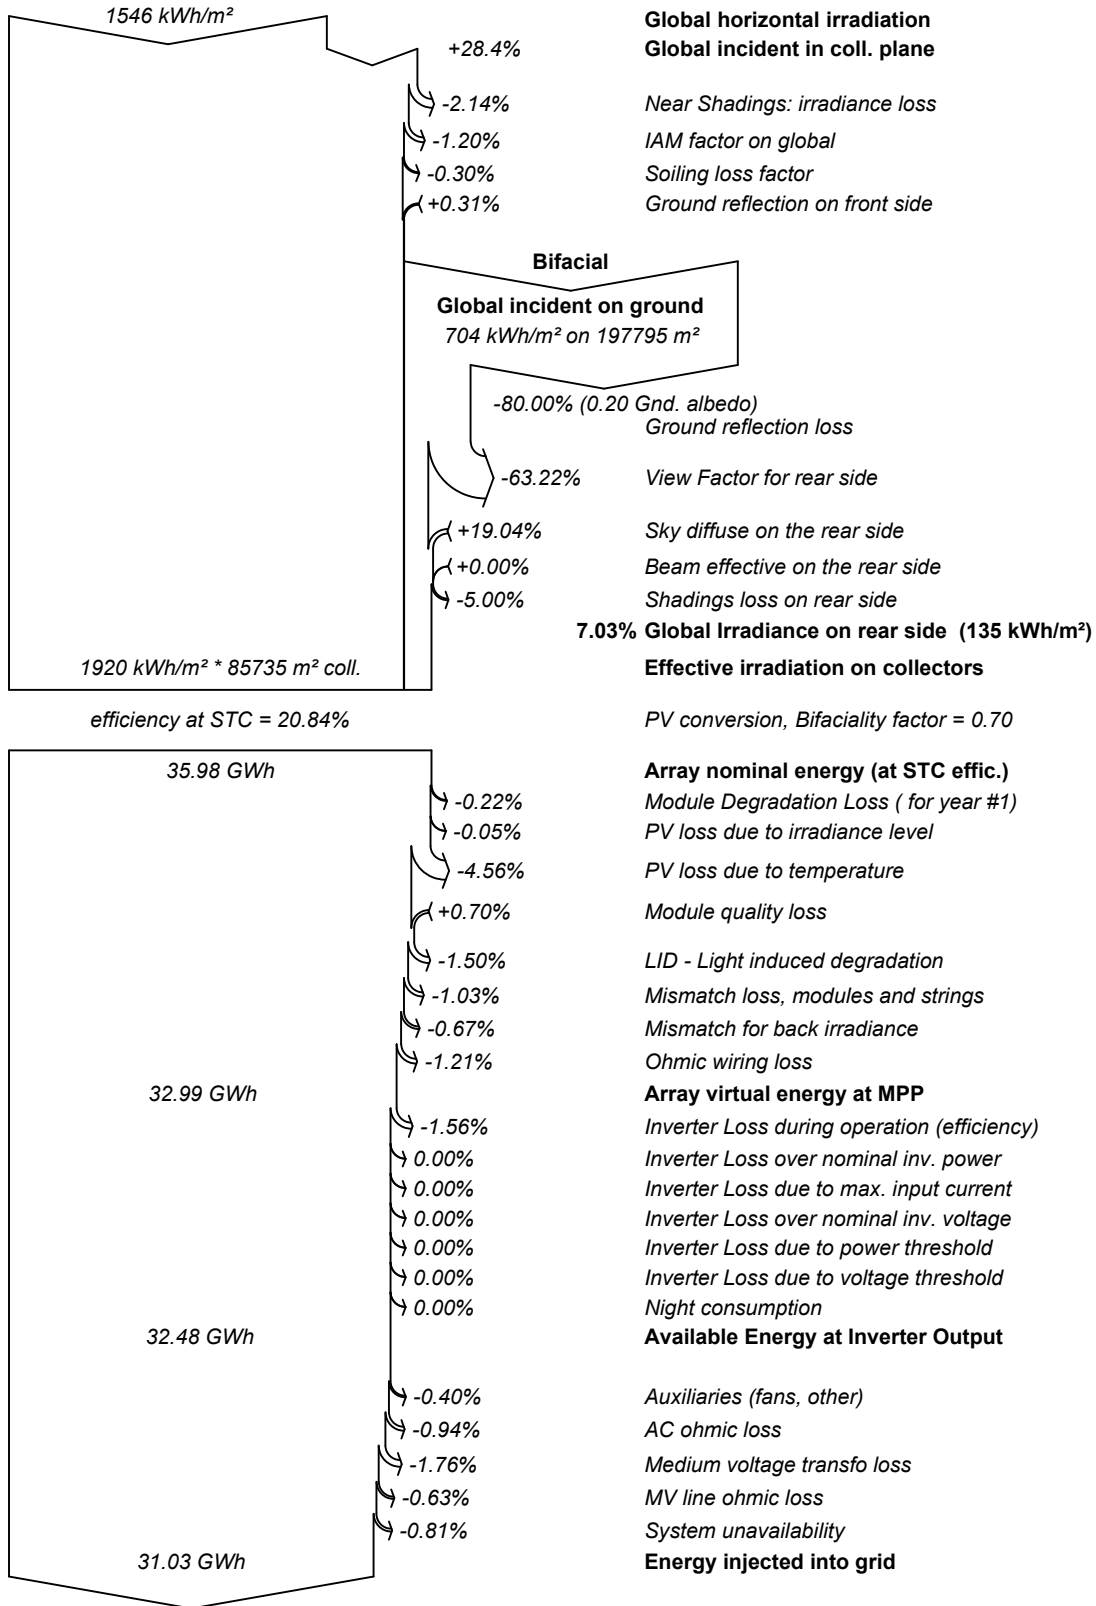 1546 kWh/m² Global horizontal irradiation
+28.4% Global incident in coll. plane
-2.14% Near Shadings: irradiance loss
-1.20% IAM factor on global
-0.30% Soiling loss factor
+0.31% Ground reflection on front side
Bifacial
Global incident on ground
704 kWh/m² on 197795 m²
-80.00% (0.20 Gnd. albedo)
Ground reflection loss
-63.22% View Factor for rear side
+19.04% Sky diffuse on the rear side
+0.00% Beam effective on the rear side
-5.00% Shadings loss on rear side
7.03% Global Irradiance on rear side (135 kWh/m²)
1920 kWh/m² * 85735 m² coll. Effective irradiation on collectors
efficiency at STC = 20.84% PV conversion, Bifaciality factor = 0.70
35.98 GWh Array nominal energy (at STC effic.)
-0.22% Module Degradation Loss ( for year #1)
-0.05% PV loss due to irradiance level
-4.56% PV loss due to temperature
+0.70% Module quality loss
-1.50% LID - Light induced degradation
-1.03% Mismatch loss, modules and strings
-0.67% Mismatch for back irradiance
-1.21% Ohmic wiring loss
32.99 GWh Array virtual energy at MPP
-1.56% Inverter Loss during operation (efficiency)
0.00% Inverter Loss over nominal inv. power
0.00% Inverter Loss due to max. input current
0.00% Inverter Loss over nominal inv. voltage
0.00% Inverter Loss due to power threshold
0.00% Inverter Loss due to voltage threshold
0.00% Night consumption
32.48 GWh Available Energy at Inverter Output
-0.40% Auxiliaries (fans, other)
-0.94% AC ohmic loss
-1.76% Medium voltage transfo loss
-0.63% MV line ohmic loss
-0.81% System unavailability
31.03 GWh Energy injected into grid